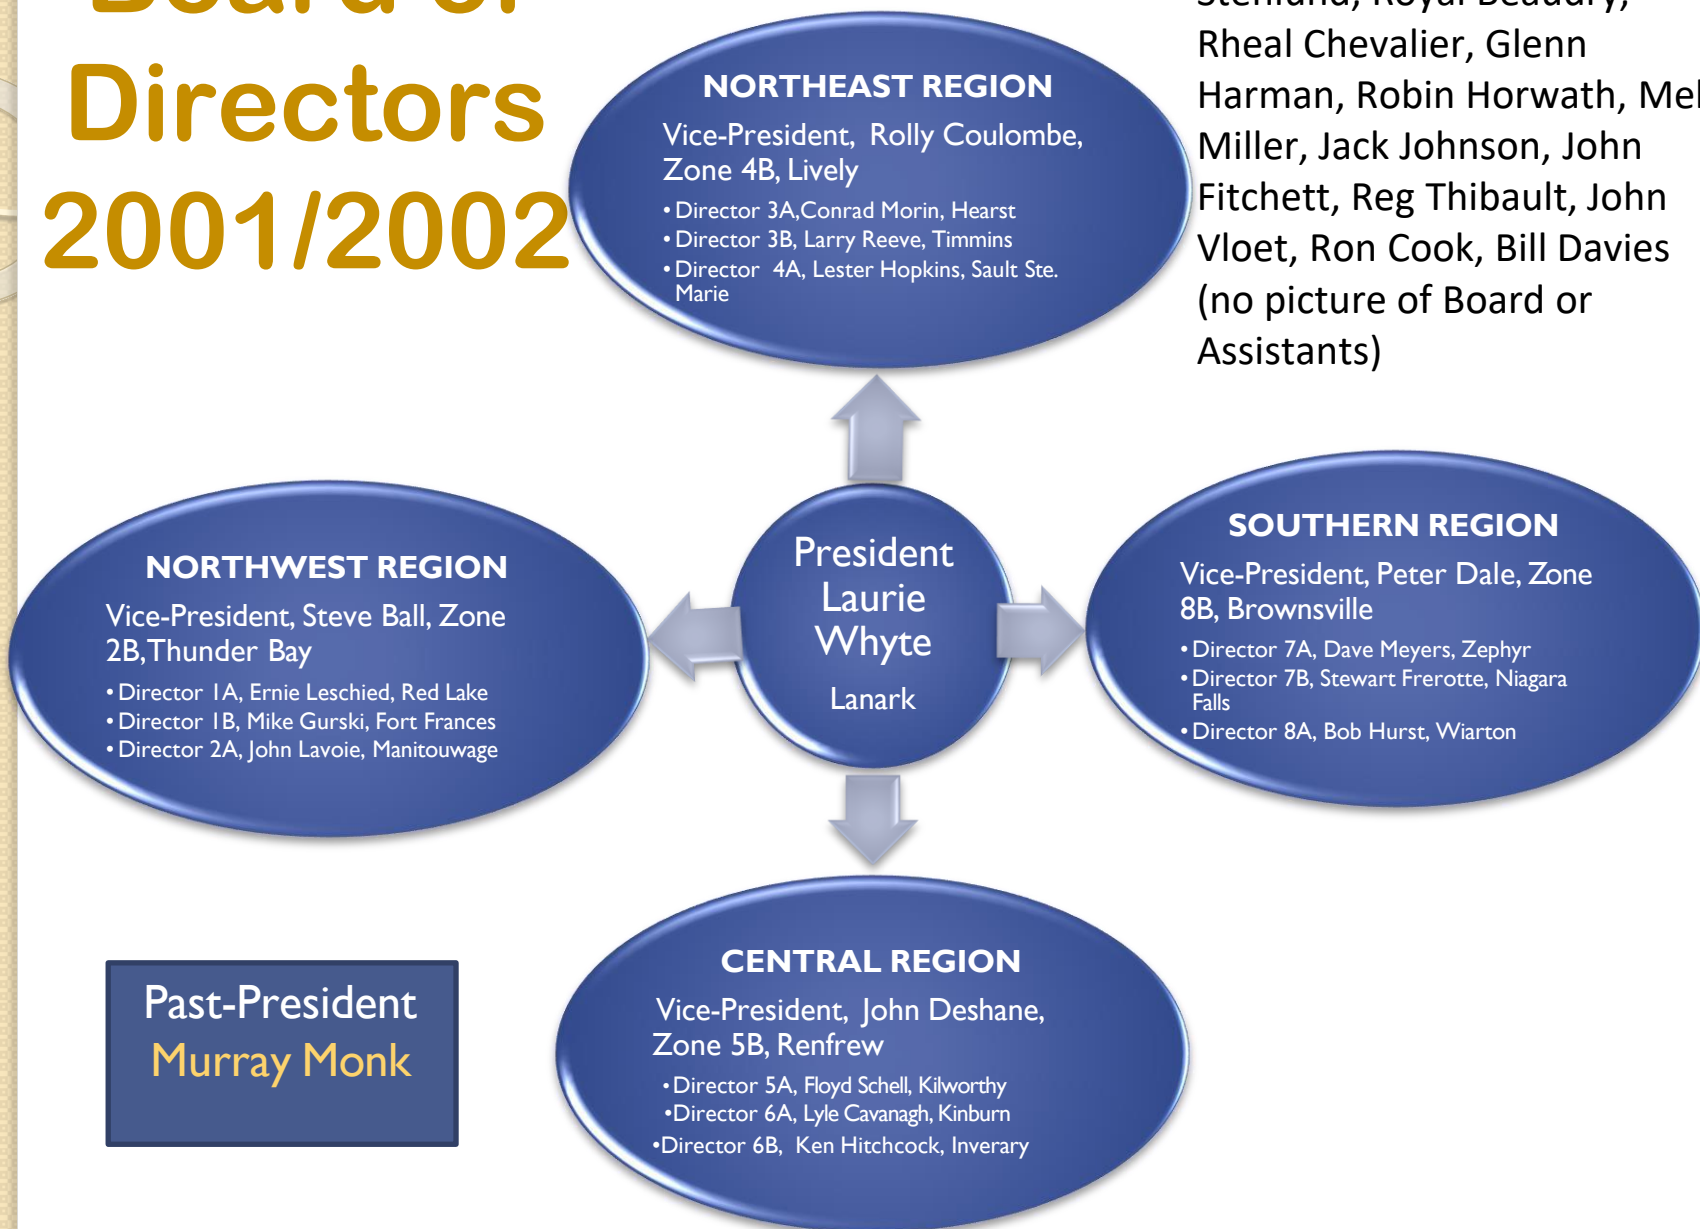 Board of
Directors
2001/2002
Stenlund, Royal Beaudry,
Rheal Chevalier, Glenn
Harman, Robin Horwath, Mel
Miller, Jack Johnson, John
Fitchett, Reg Thibault, John
Vloet, Ron Cook, Bill Davies
(no picture of Board or
Assistants)
NORTHEAST REGION
Vice-President, Rolly Coulombe,
Zone 4B, Lively
• Director 3A,Conrad Morin, Hearst
• Director 3B, Larry Reeve, Timmins
• Director 4A, Lester Hopkins, Sault Ste.
Marie
NORTHWEST REGION
Vice-President, Steve Ball, Zone
2B,Thunder Bay
• Director 1A, Ernie Leschied, Red Lake
• Director 1B, Mike Gurski, Fort Frances
• Director 2A, John Lavoie, Manitouwage
President
Laurie
Whyte
Lanark
SOUTHERN REGION
Vice-President, Peter Dale, Zone
8B, Brownsville
• Director 7A, Dave Meyers, Zephyr
• Director 7B, Stewart Frerotte, Niagara
Falls
• Director 8A, Bob Hurst, Wiarton
CENTRAL REGION
Vice-President, John Deshane,
Zone 5B, Renfrew
• Director 5A, Floyd Schell, Kilworthy
•Director 6A, Lyle Cavanagh, Kinburn
•Director 6B, Ken Hitchcock, Inverary
Past-President
Murray Monk